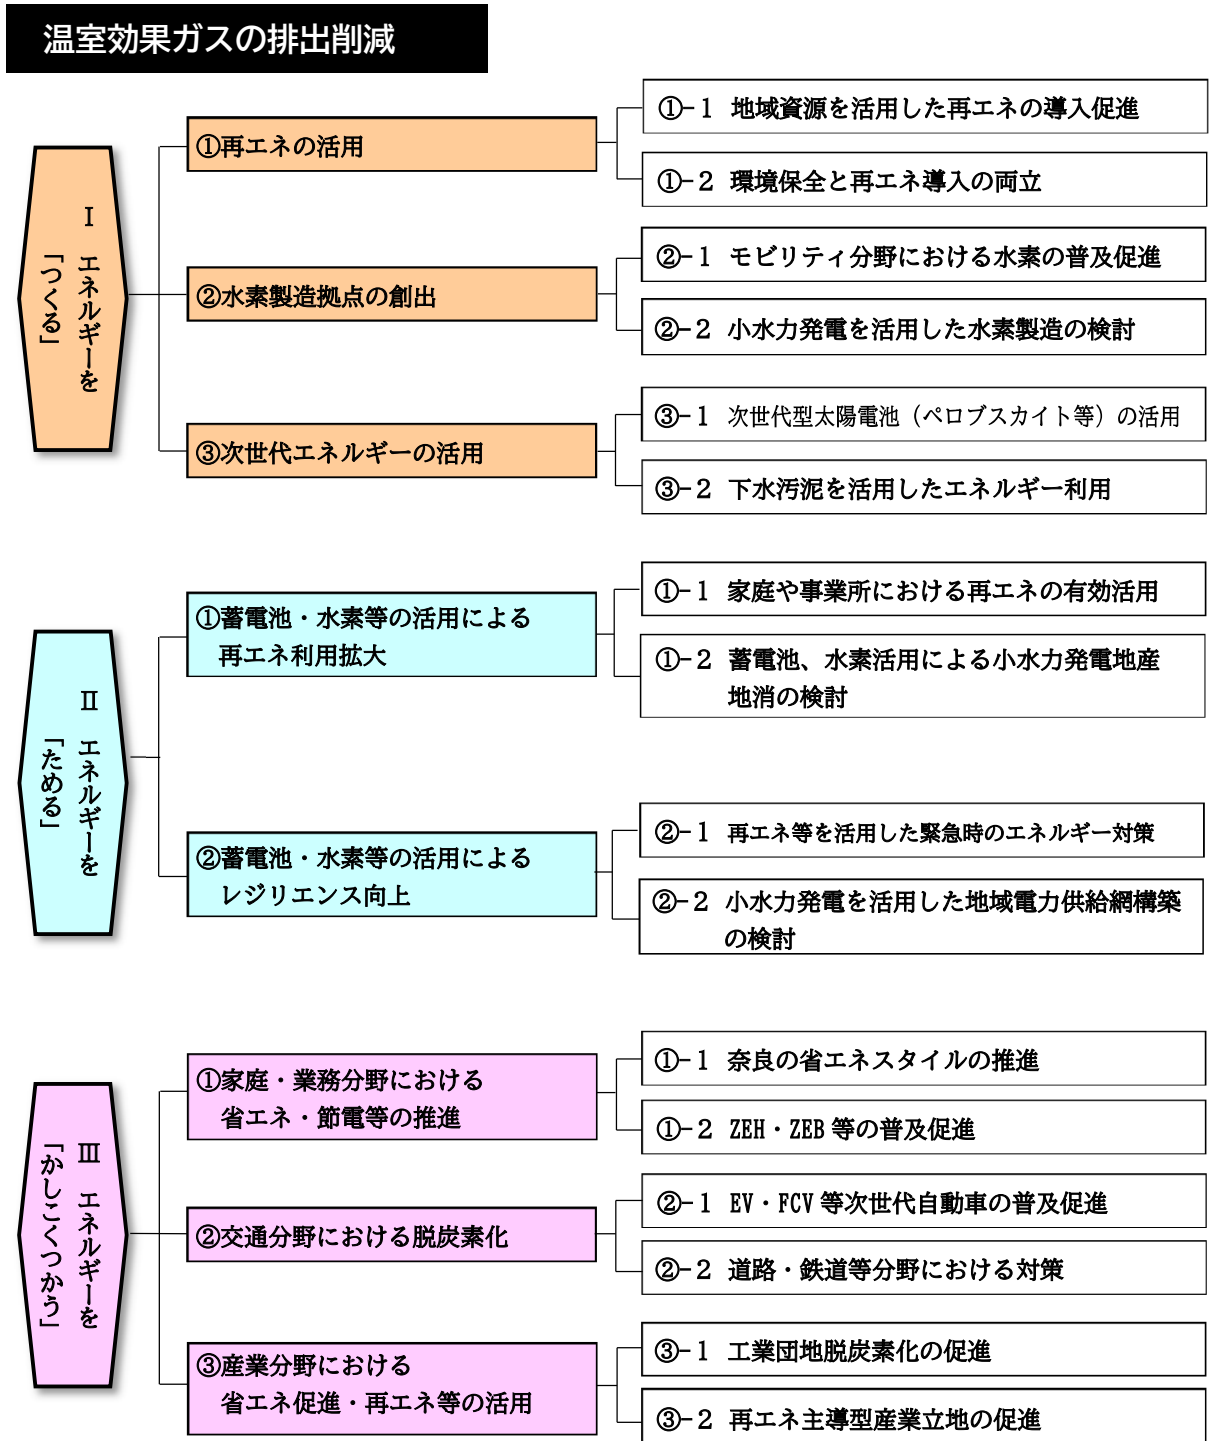 温室効果ガスの排出削減
Ⅰ エネルギーを
「つくる」
①再エネの活用
①-1 地域資源を活用した再エネの導入促進
①-2 環境保全と再エネ導入の両立
②水素製造拠点の創出
②-1 モビリティ分野における水素の普及促進
②-2 小水力発電を活用した水素製造の検討
③次世代エネルギーの活用
③-1 次世代型太陽電池（ペロブスカイト等）の活用
③-2 下水汚泥を活用したエネルギー利用
Ⅱ エネルギーを
「ためる」
①蓄電池・水素等の活用による
再エネ利用拡大
①-1 家庭や事業所における再エネの有効活用
①-2 蓄電池、水素活用による小水力発電地産
地消の検討
②蓄電池・水素等の活用による
レジリエンス向上
②-1 再エネ等を活用した緊急時のエネルギー対策
②-2 小水力発電を活用した地域電力供給網構築
の検討
Ⅲ エネルギーを
「かしこくつかう」
①家庭・業務分野における
省エネ・節電等の推進
①-1 奈良の省エネスタイルの推進
①-2 ZEH・ZEB 等の普及促進
②交通分野における脱炭素化
②-1 EV・FCV 等次世代自動車の普及促進
②-2 道路・鉄道等分野における対策
③産業分野における
省エネ促進・再エネ等の活用
③-1 工業団地脱炭素化の促進
③-2 再エネ主導型産業立地の促進